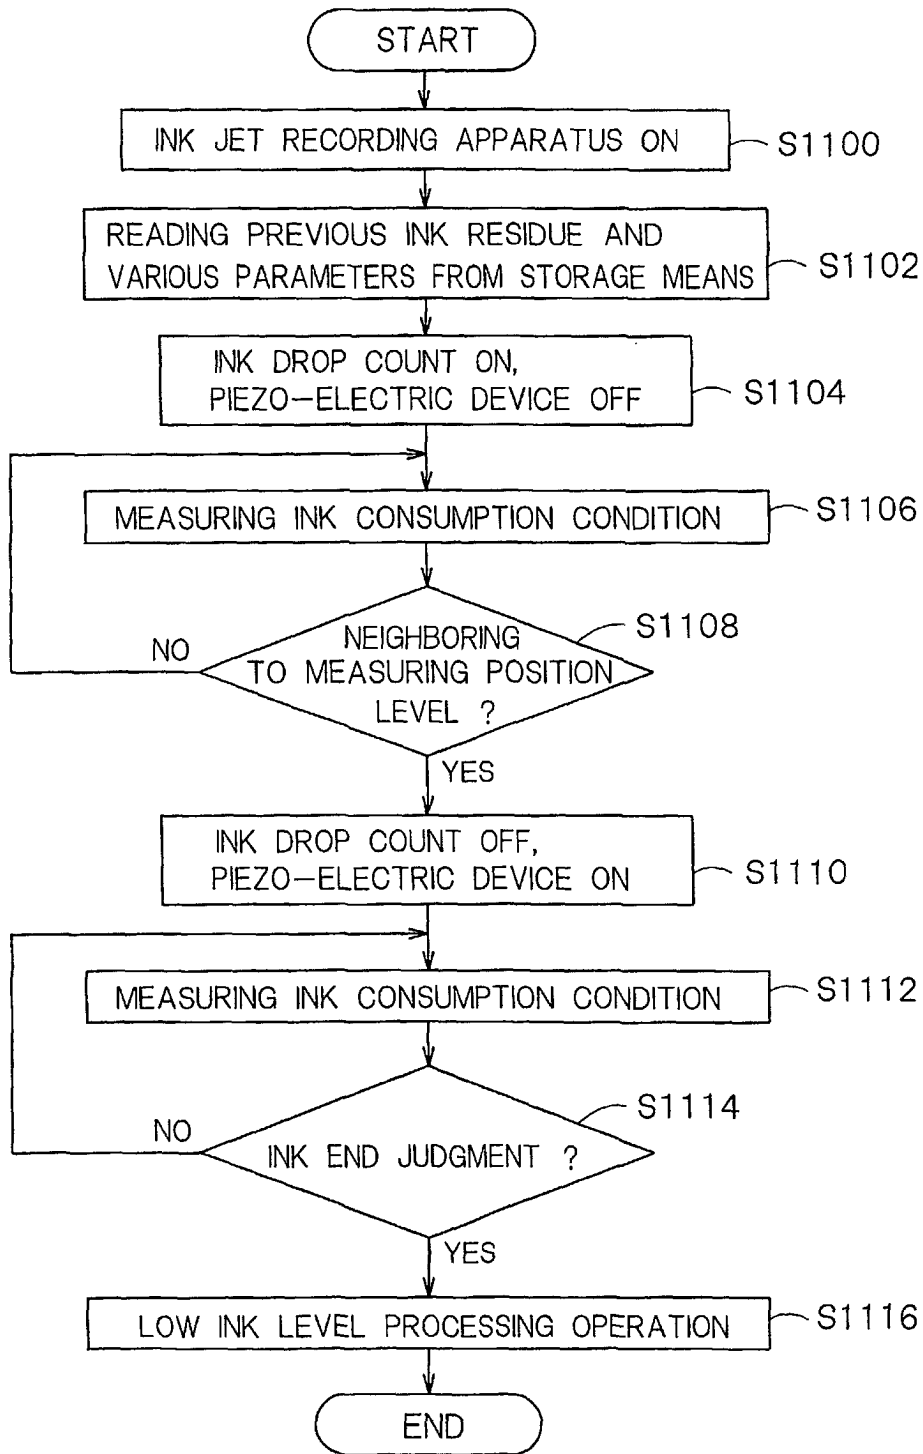 START
INK JET RECORDING APPARATUS ON
S1100
READING PREVIOUS INK RESIDUE AND
VARIOUS PARAMETERS FROM STORAGE MEANS
S1102
INK DROP COUNT ON,
PIEZO-ELECTRIC DEVICE OFF
S1104
MEASURING INK CONSUMPTION CONDITION
S1106
NEIGHBORING
TO MEASURING POSITION
LEVEL ?
S1108
NO
YES
INK DROP COUNT OFF,
PIEZO-ELECTRIC DEVICE ON
S1110
MEASURING INK CONSUMPTION CONDITION
S1112
INK END JUDGMENT ?
S1114
NO
YES
LOW INK LEVEL PROCESSING OPERATION
S1116
END